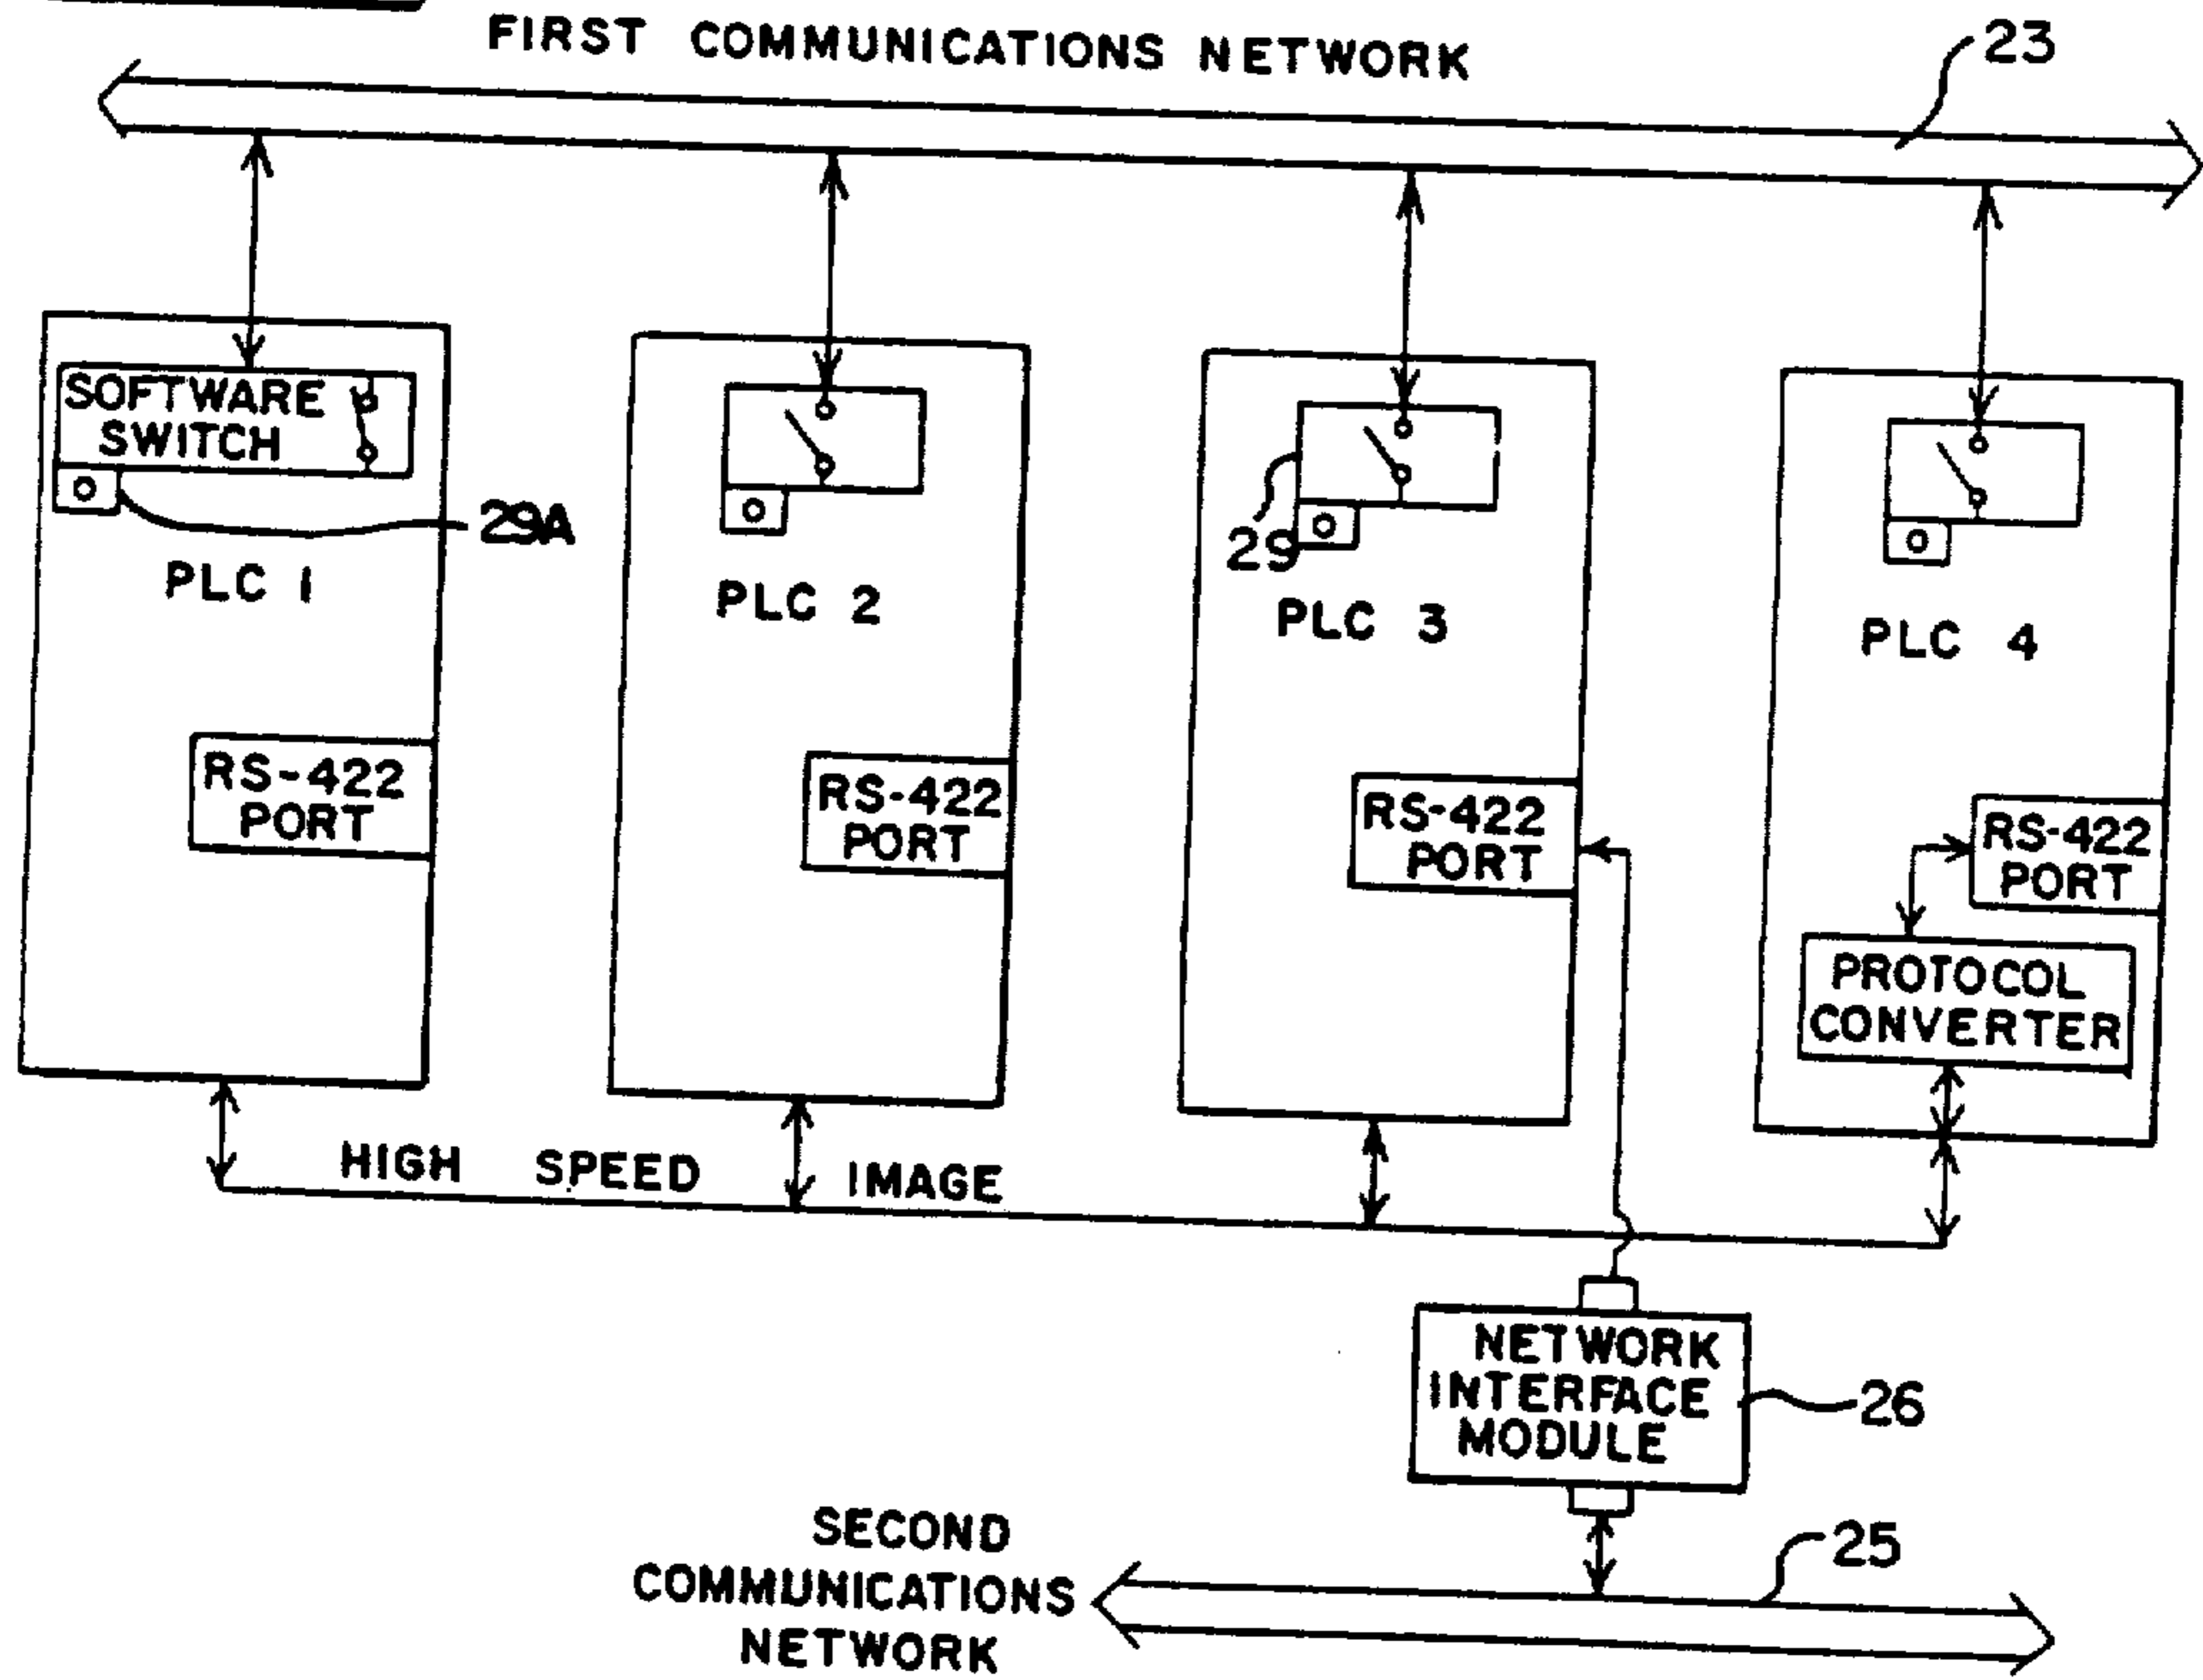 FIRST COMMUNICATIONS NETWORK
23
SOFTWARE
SWITCH
29A
PLC 1
PLC 2
29
PLC 3
PLC 4
RS-422
PORT
RS-422
PORT
RS-422
PORT
RS-422
PORT
PROTOCOL
CONVERTER
HIGH SPEED IMAGE
NETWORK
INTERFACE
MODULE
26
SECOND
COMMUNICATIONS
NETWORK
25